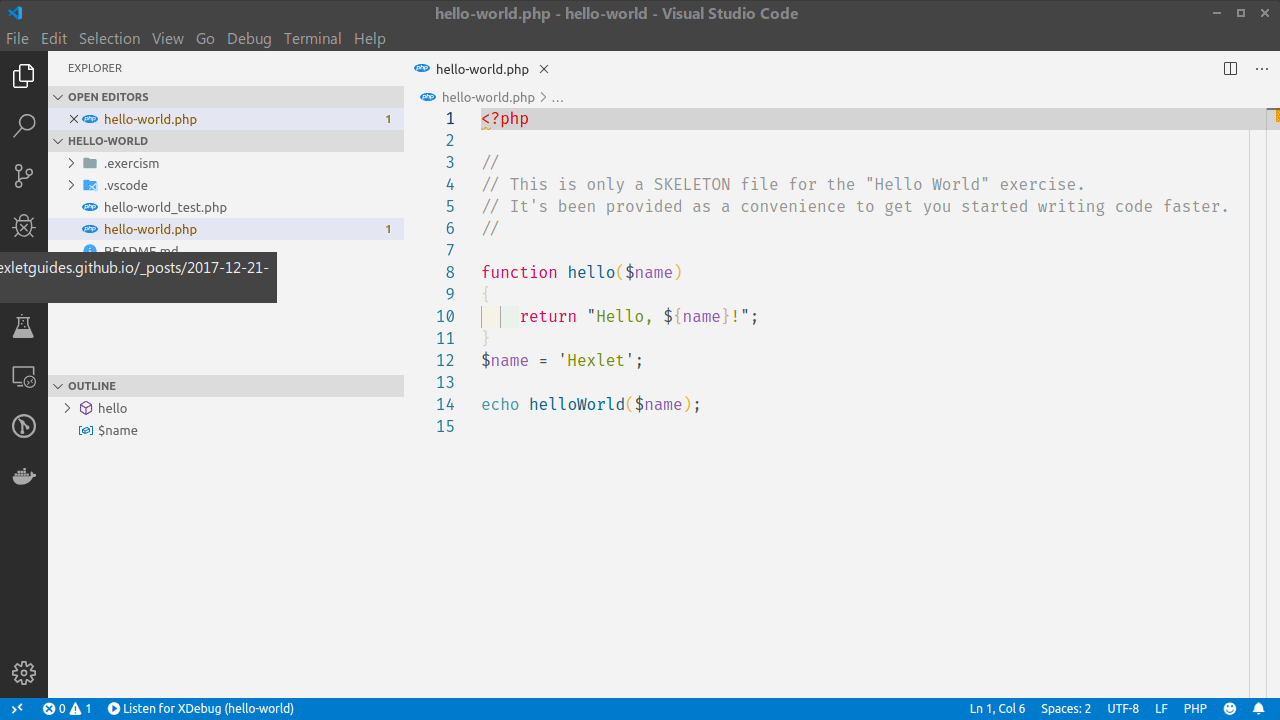 hello-world.php - hello-world - Visual Studio Code
File Edit Selection View Go Debug Terminal Help
EXPLORER
OPEN EDITORS
hello-world.php 1
HELLO-WORLD
.exercism
.vscode
hello-world_test.php
hello-world.php 1
README.md
exletguides.github.io/_posts/2017-12-21-
OUTLINE
hello
$name
hello-world.php
hello-world.php > ...
1 <?php
2
3 //
4 // This is only a SKELETON file for the "Hello World" exercise.
5 // It's been provided as a convenience to get you started writing code faster.
6 //
7
8 function hello($name)
9 {
10 return "Hello, ${name}!";
11 }
12 $name = 'Hexlet';
13
14 echo helloWorld($name);
15
0 1 Listen for XDebug (hello-world) Ln 1, Col 6 Spaces: 2 UTF-8 LF PHP